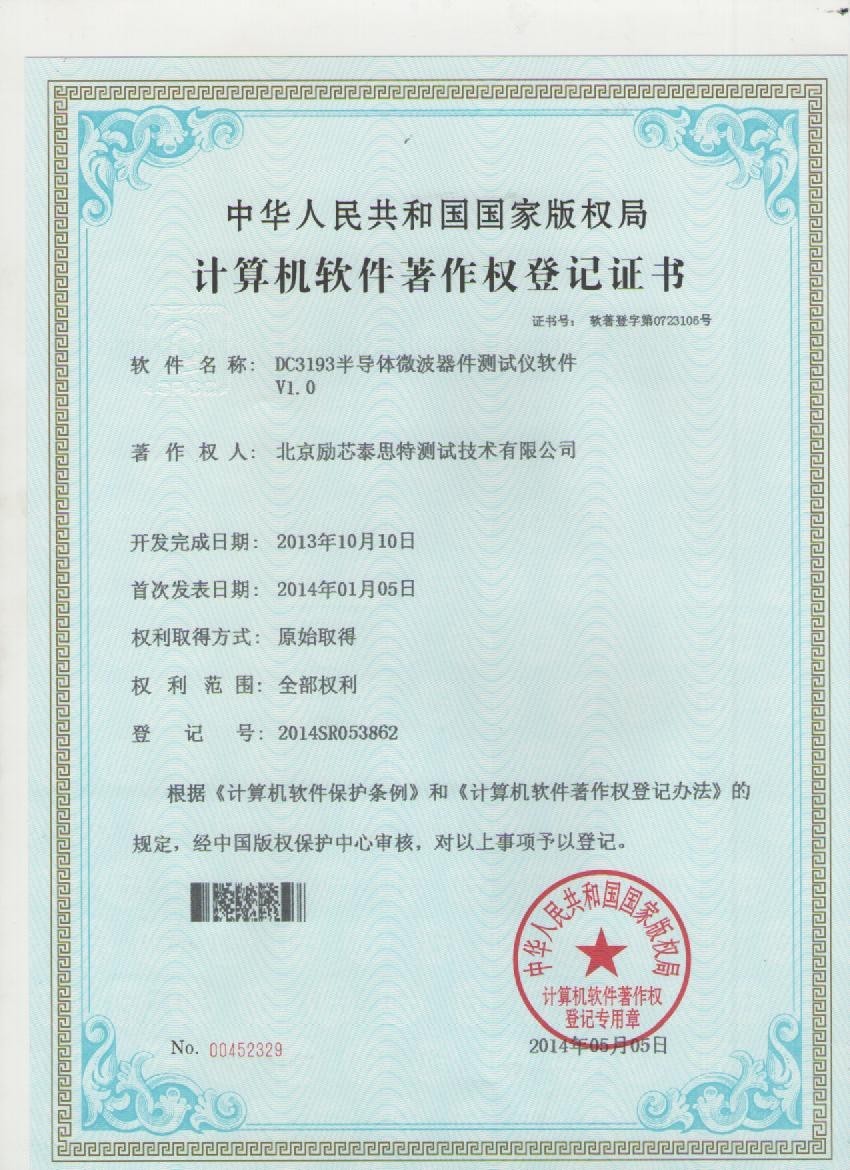 中华人民共和国国家版权局
计算机软件著作权登记证书
证书号： 软著登字第0723105号
软 件 名 称： DC3193半导体微波器件测试仪软件
V1.0
著 作 权 人： 北京励芯泰思特测试技术有限公司
开发完成日期： 2013年10月10日
首次发表日期： 2014年01月05日
权利取得方式： 原始取得
权 利 范 围： 全部权利
登 记 号： 2014SR053862
根据《计算机软件保护条例》和《计算机软件著作权登记办法》的
规定，经中国版权保护中心审核，对以上事项予以登记。
中华人民共和国国家版权局
计算机软件著作权
登记专用章
No. 00452329
2014年05月05日